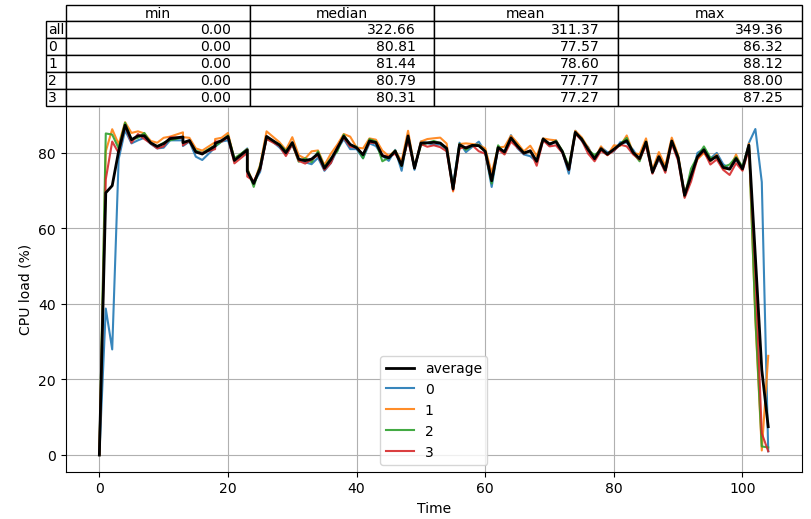 min median mean max
all 0.00 322.66 311.37 349.36
0 0.00 80.81 77.57 86.32
1 0.00 81.44 78.60 88.12
2 0.00 80.79 77.77 88.00
3 0.00 80.31 77.27 87.25
80
60
40
20
0
CPU load (%)
average
0
1
2
3
0 20 40 60 80 100
Time